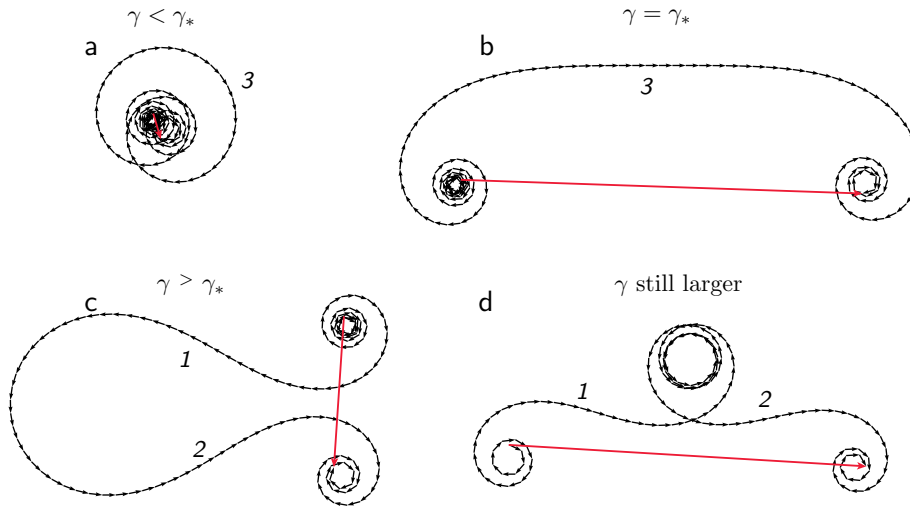 γ < γ* γ = γ*
a b
3 3
γ > γ* γ still larger
c d
1 1 2
2